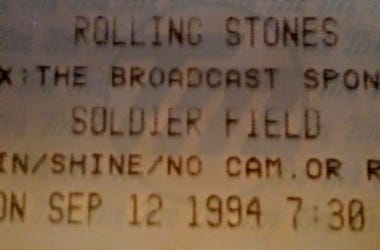 ROLLING STONES
X:THE BROADCAST SPON
SOLDIER FIELD
IN/SHINE/NO CAM.OR R
ON SEP 12 1994 7:30